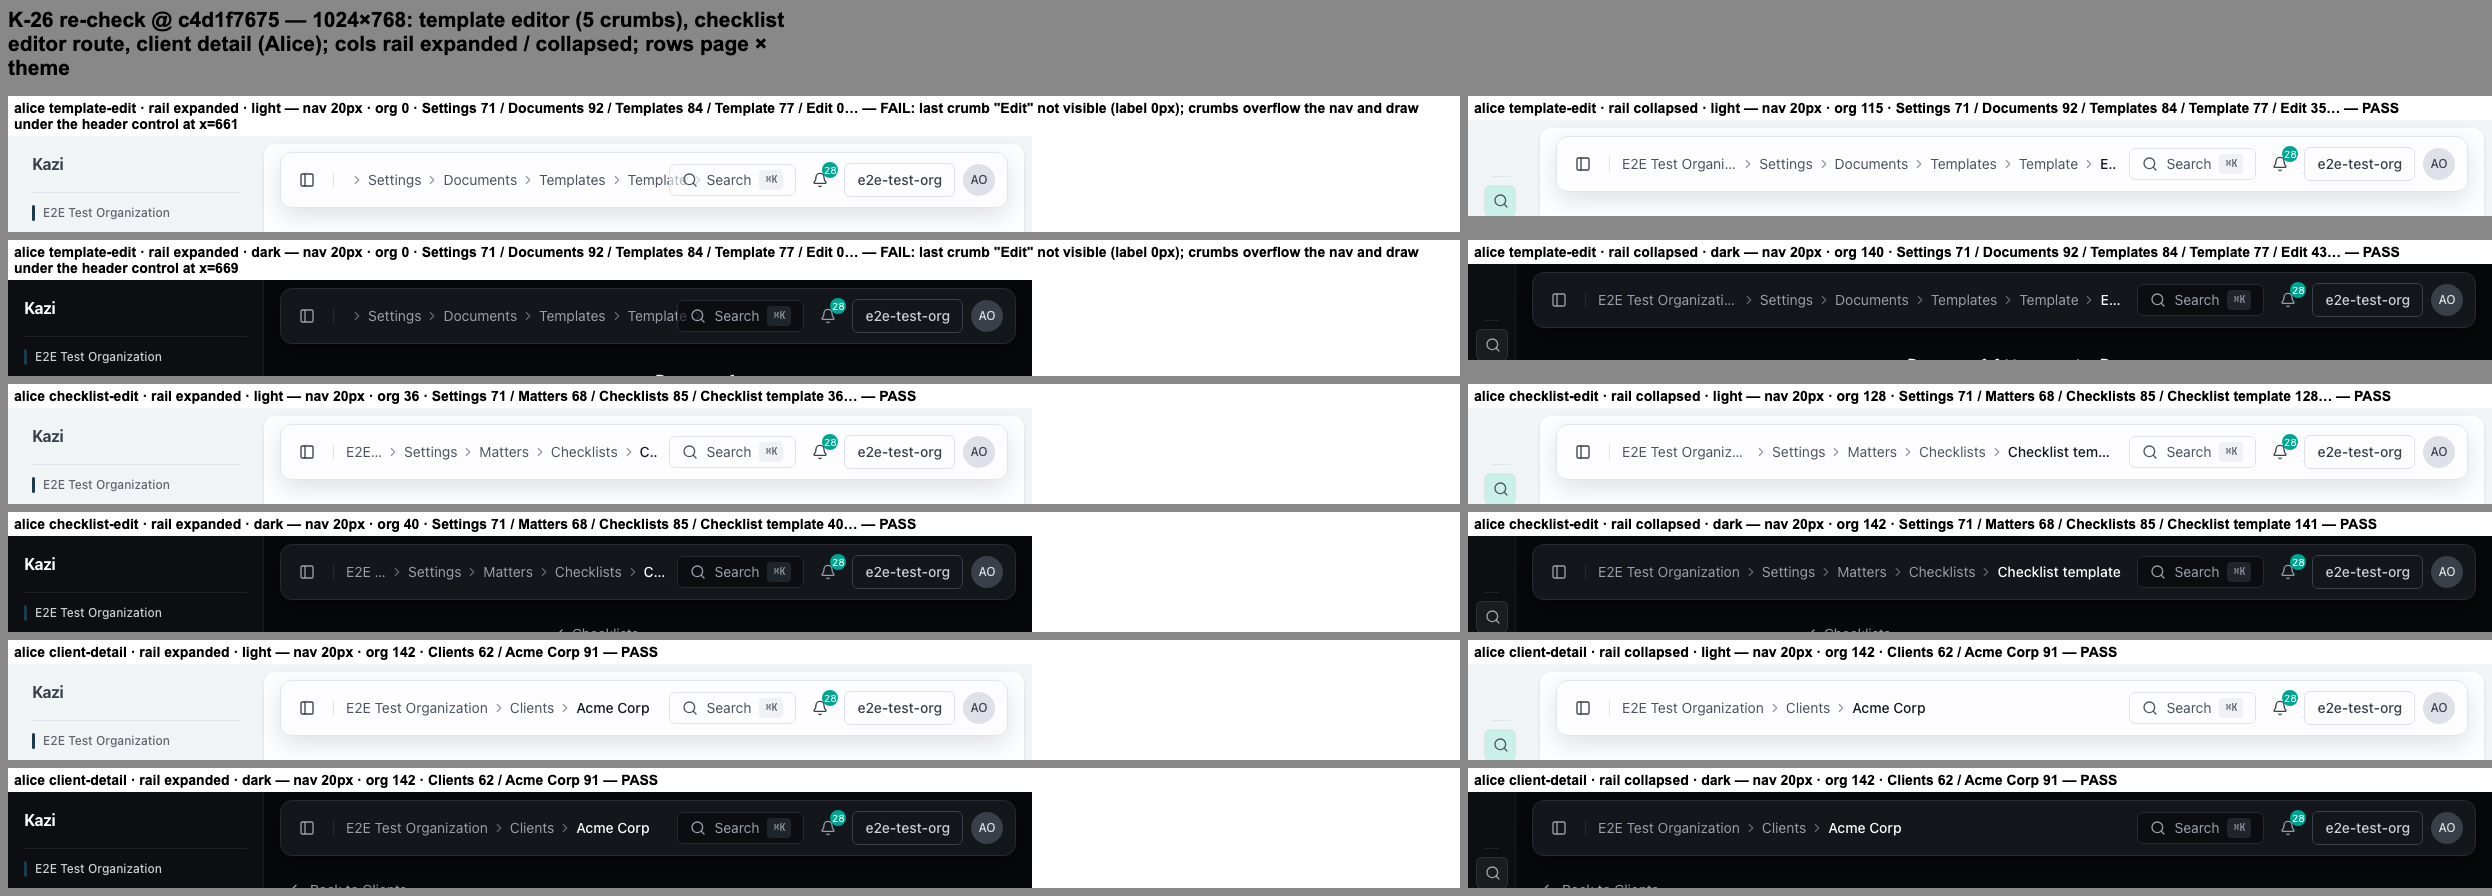 K-26 re-check @ c4d1f7675 — 1024×768: template editor (5 crumbs), checklist
editor route, client detail (Alice); cols rail expanded / collapsed; rows page ×
theme
alice template-edit · rail expanded · light — nav 20px · org 0 · Settings 71 / Documents 92 / Templates 84 / Template 77 / Edit 0… — FAIL: last crumb "Edit" not visible (label 0px); crumbs overflow the nav and draw
under the header control at x=661
Kazi
> Settings > Documents > Templates > Template Search ⌘K 28 e2e-test-org AO
E2E Test Organization
alice template-edit · rail collapsed · light — nav 20px · org 115 · Settings 71 / Documents 92 / Templates 84 / Template 77 / Edit 35… — PASS
E2E Test Organi... > Settings > Documents > Templates > Template > E.. Search ⌘K 28 e2e-test-org AO
alice template-edit · rail expanded · dark — nav 20px · org 0 · Settings 71 / Documents 92 / Templates 84 / Template 77 / Edit 0… — FAIL: last crumb "Edit" not visible (label 0px); crumbs overflow the nav and draw
under the header control at x=669
Kazi
> Settings > Documents > Templates > Template Search ⌘K 28 e2e-test-org AO
E2E Test Organization
alice template-edit · rail collapsed · dark — nav 20px · org 140 · Settings 71 / Documents 92 / Templates 84 / Template 77 / Edit 43… — PASS
E2E Test Organizati... > Settings > Documents > Templates > Template > E... Search ⌘K 28 e2e-test-org AO
alice checklist-edit · rail expanded · light — nav 20px · org 36 · Settings 71 / Matters 68 / Checklists 85 / Checklist template 36… — PASS
Kazi
E2E... > Settings > Matters > Checklists > C.. Search ⌘K 28 e2e-test-org AO
E2E Test Organization
alice checklist-edit · rail collapsed · light — nav 20px · org 128 · Settings 71 / Matters 68 / Checklists 85 / Checklist template 128… — PASS
E2E Test Organiz... > Settings > Matters > Checklists > Checklist tem... Search ⌘K 28 e2e-test-org AO
alice checklist-edit · rail expanded · dark — nav 20px · org 40 · Settings 71 / Matters 68 / Checklists 85 / Checklist template 40… — PASS
Kazi
E2E ... > Settings > Matters > Checklists > C... Search ⌘K 28 e2e-test-org AO
E2E Test Organization
Checklists
alice checklist-edit · rail collapsed · dark — nav 20px · org 142 · Settings 71 / Matters 68 / Checklists 85 / Checklist template 141 — PASS
E2E Test Organization > Settings > Matters > Checklists > Checklist template Search ⌘K 28 e2e-test-org AO
Checklists
alice client-detail · rail expanded · light — nav 20px · org 142 · Clients 62 / Acme Corp 91 — PASS
Kazi
E2E Test Organization > Clients > Acme Corp Search ⌘K 28 e2e-test-org AO
E2E Test Organization
alice client-detail · rail collapsed · light — nav 20px · org 142 · Clients 62 / Acme Corp 91 — PASS
E2E Test Organization > Clients > Acme Corp Search ⌘K 28 e2e-test-org AO
alice client-detail · rail expanded · dark — nav 20px · org 142 · Clients 62 / Acme Corp 91 — PASS
Kazi
E2E Test Organization > Clients > Acme Corp Search ⌘K 28 e2e-test-org AO
E2E Test Organization
Back to Clients
alice client-detail · rail collapsed · dark — nav 20px · org 142 · Clients 62 / Acme Corp 91 — PASS
E2E Test Organization > Clients > Acme Corp Search ⌘K 28 e2e-test-org AO
Back to Clients